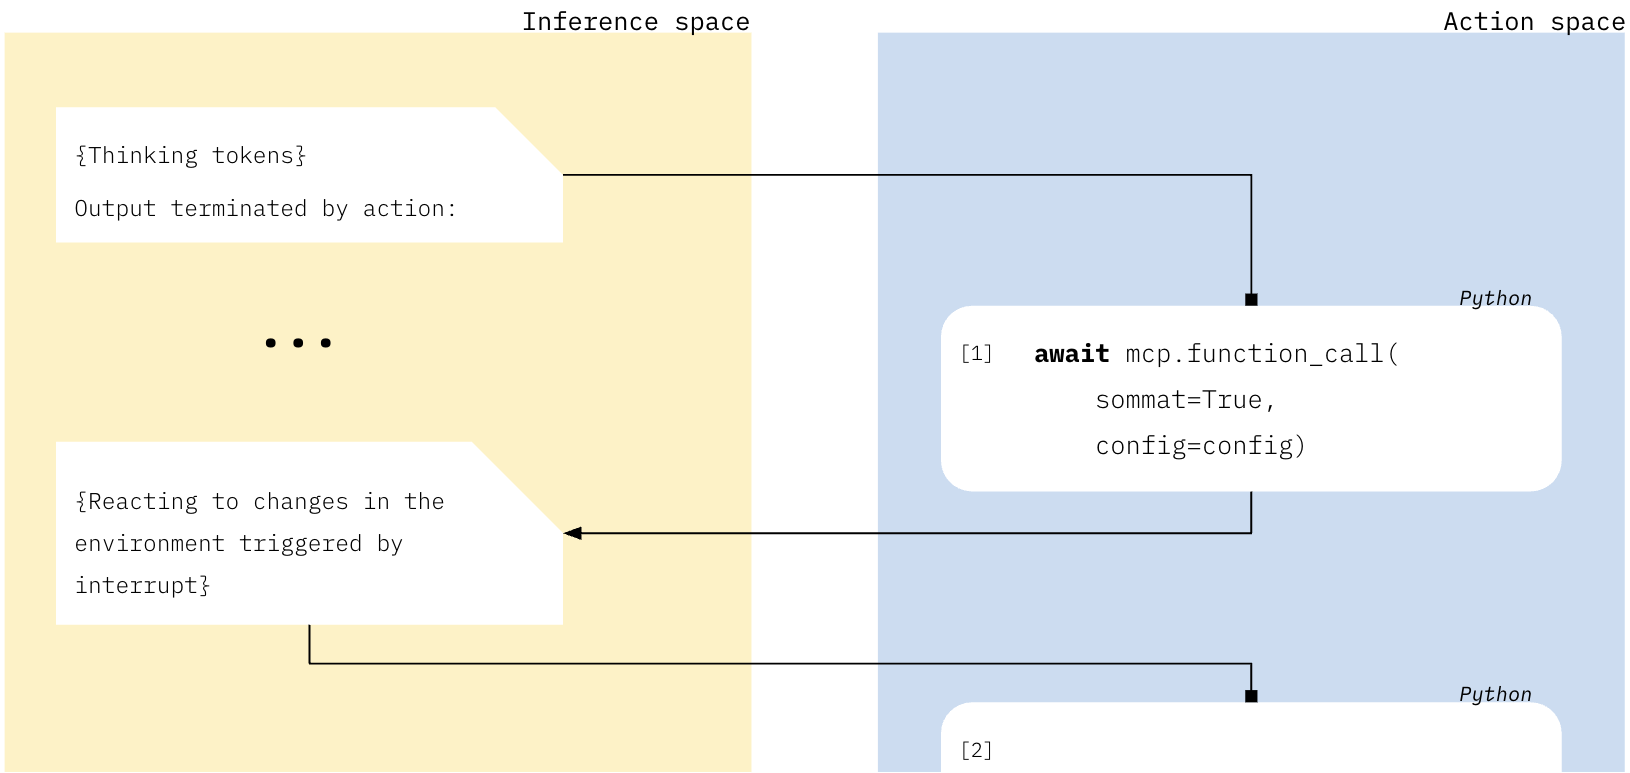 Inference space
{Thinking tokens}
Output terminated by action:
...
{Reacting to changes in the
environment triggered by
interrupt}
Action space
Python
[1] await mcp.function_call(
sommat=True,
config=config)
Python
[2]